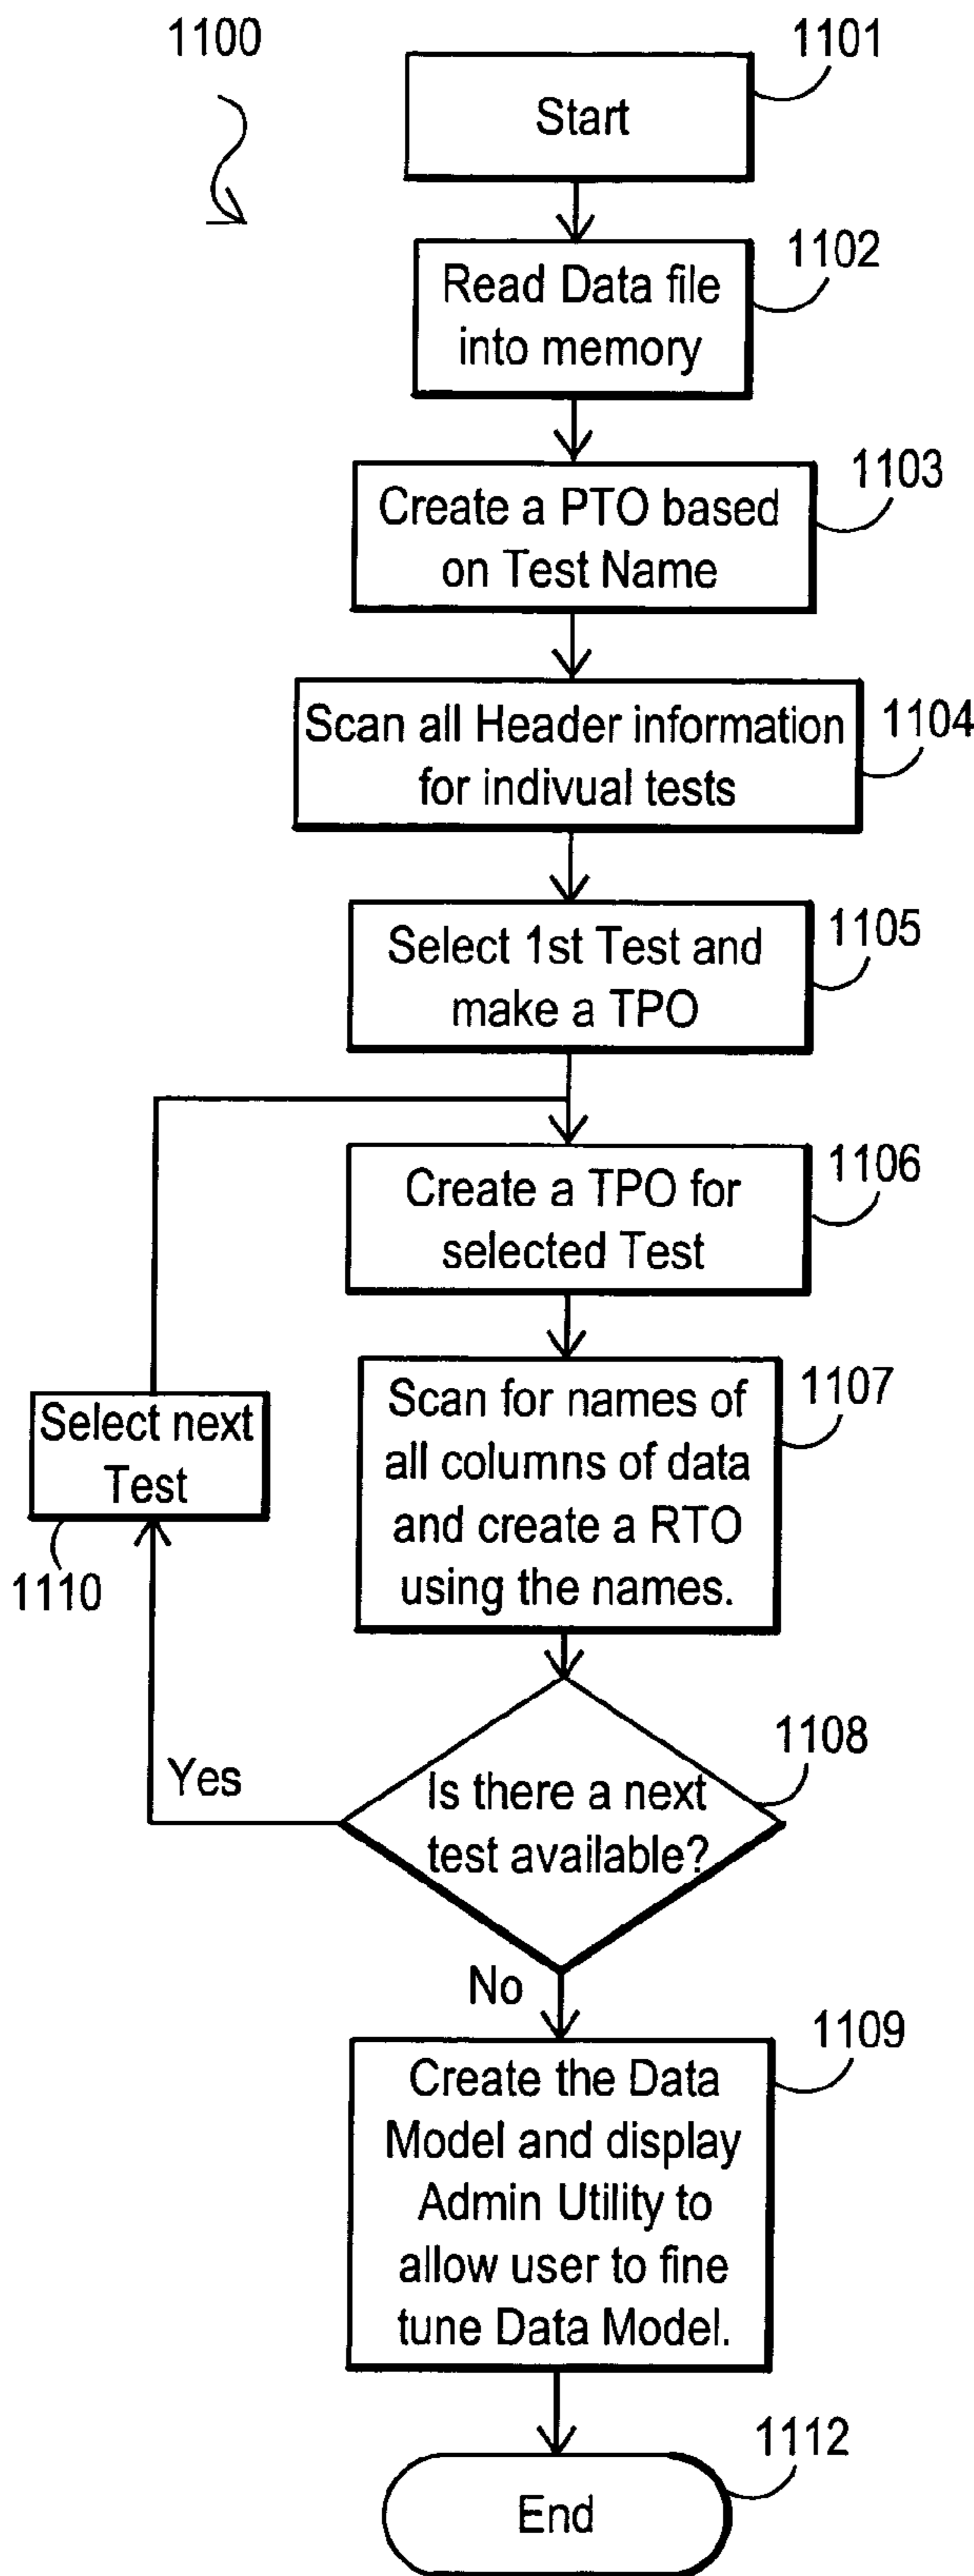 1100
1101
Start
1102
Read Data file
into memory
1103
Create a PTO based
on Test Name
1104
Scan all Header information
for indivual tests
1105
Select 1st Test and
make a TPO
1106
Create a TPO for
selected Test
1107
Scan for names of
all columns of data
and create a RTO
using the names.
Select next
Test
1110
1108
Yes
Is there a next
test available?
No
1109
Create the Data
Model and display
Admin Utility to
allow user to fine
tune Data Model.
1112
End